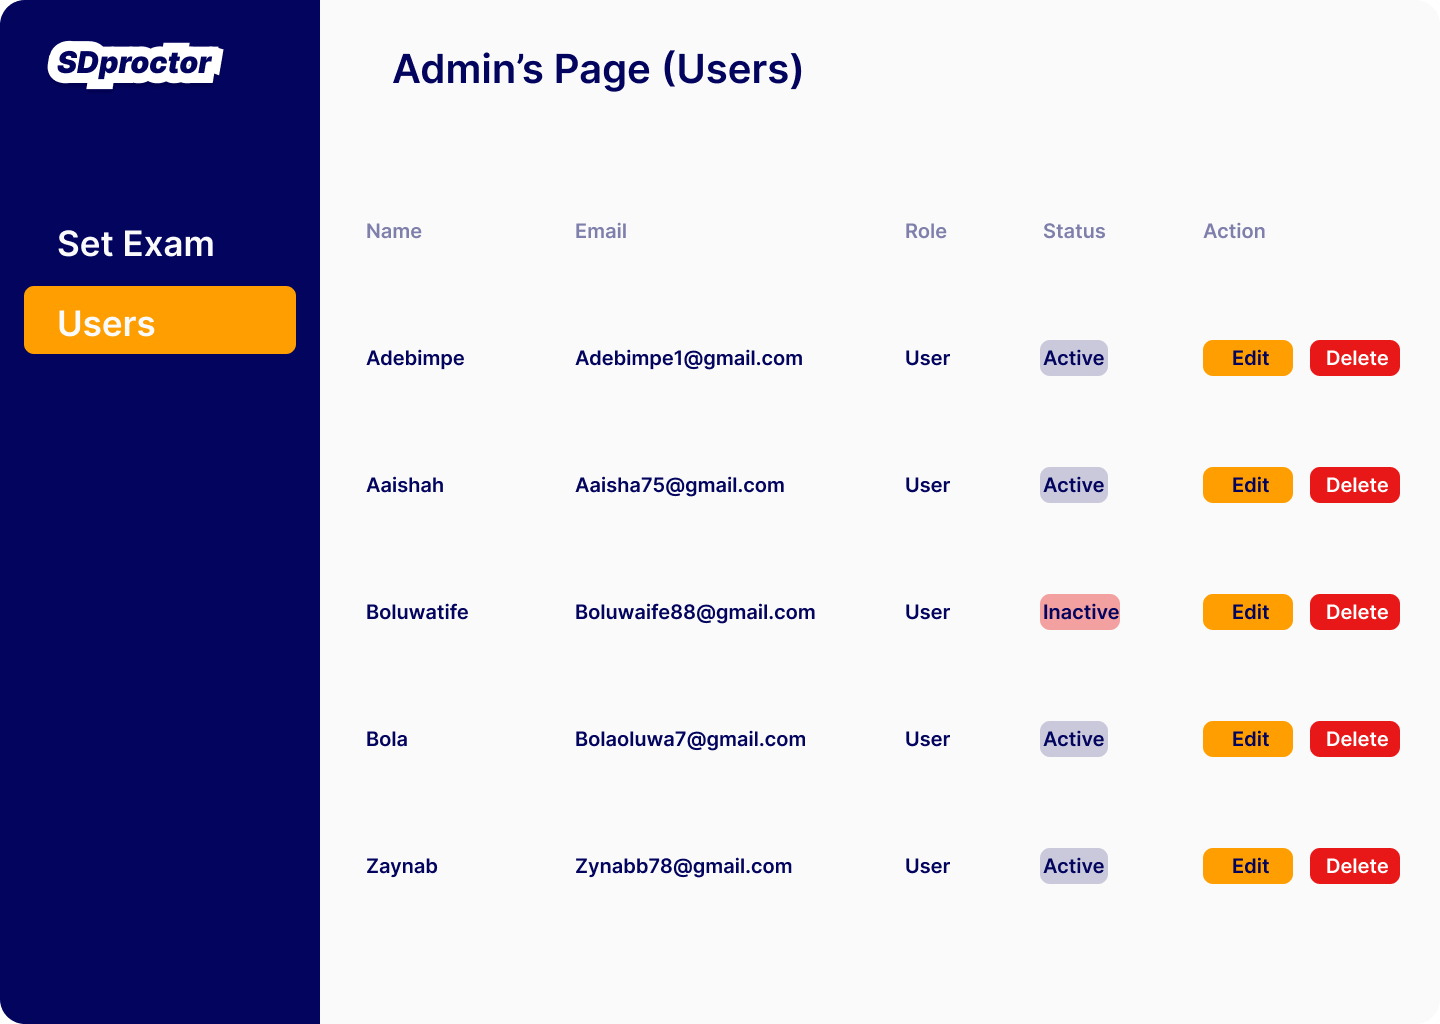 SDproctor
Admin’s Page (Users)
Set Exam
Users
Name Email Role Status Action
Adebimpe Adebimpe1@gmail.com User Active Edit Delete
Aaishah Aaisha75@gmail.com User Active Edit Delete
Boluwatife Boluwaife88@gmail.com User Inactive Edit Delete
Bola Bolaoluwa7@gmail.com User Active Edit Delete
Zaynab Zynabb78@gmail.com User Active Edit Delete